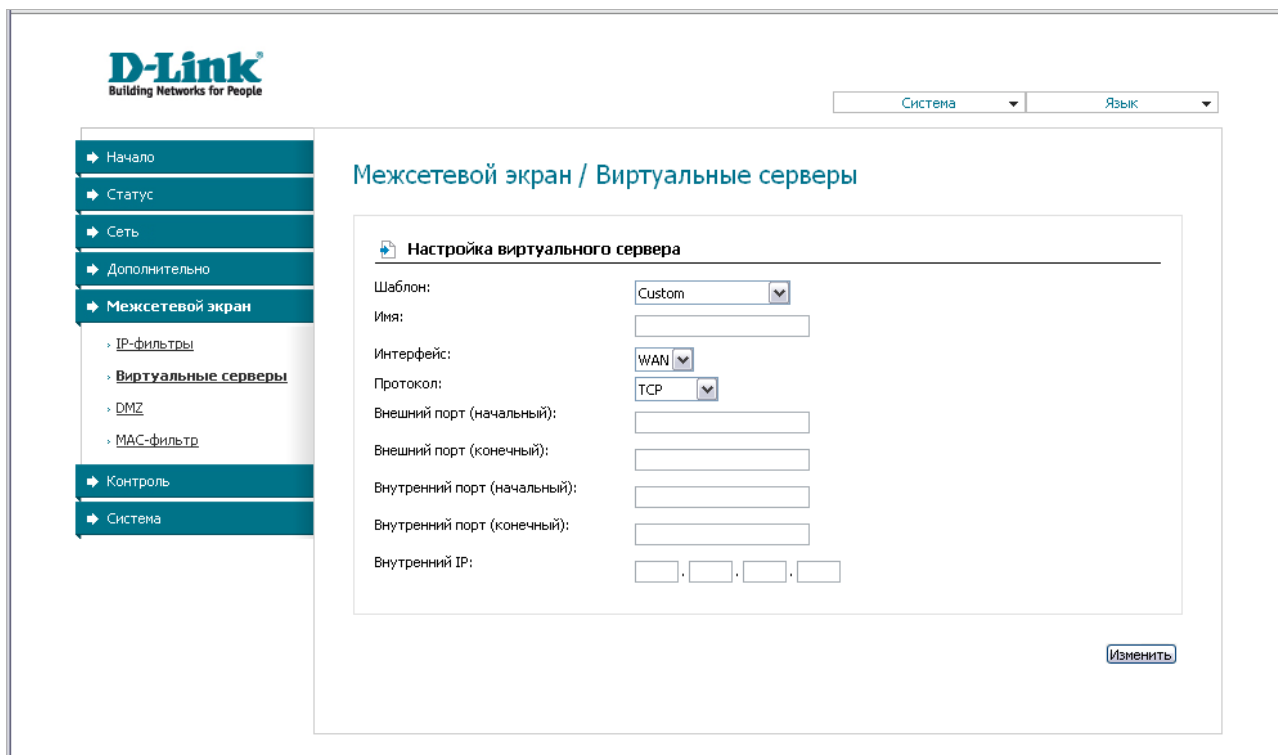 D-Link
Building Networks for People
Система
Язык
Начало
Статус
Сеть
Дополнительно
Межсетевой экран
IP-фильтры
Виртуальные серверы
DMZ
MAC-фильтр
Контроль
Система
Межсетевой экран / Виртуальные серверы
Настройка виртуального сервера
Шаблон: Custom
Имя:
Интерфейс: WAN
Протокол: TCP
Внешний порт (начальный):
Внешний порт (конечный):
Внутренний порт (начальный):
Внутренний порт (конечный):
Внутренний IP: . . .
Изменить